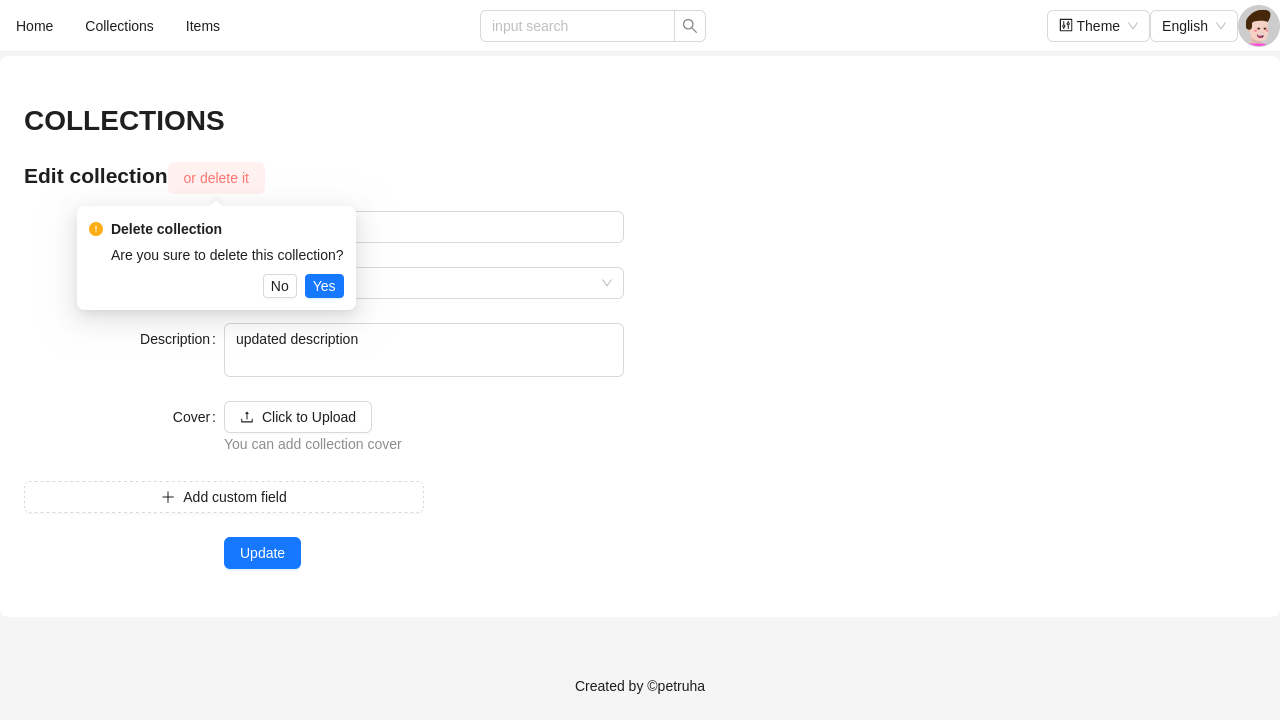 Home Collections Items input search Theme English
COLLECTIONS
Edit collection or delete it
Delete collection
Are you sure to delete this collection?
No Yes
Description: updated description
Cover: Click to Upload
You can add collection cover
Add custom field
Update
Created by ©petruha